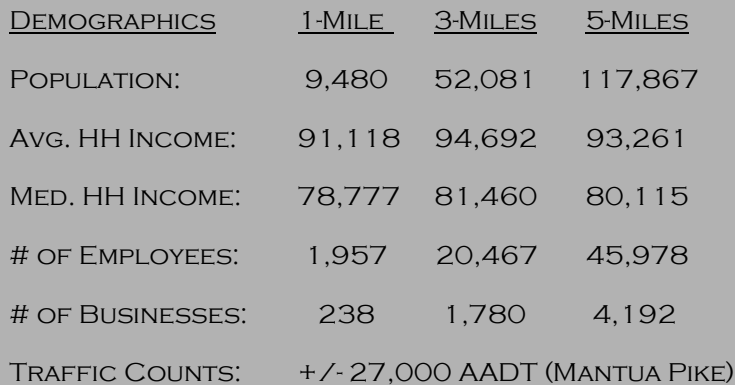 Demographics 1-Mile 3-Miles 5-Miles
Population: 9,480 52,081 117,867
Avg. HH Income: 91,118 94,692 93,261
Med. HH Income: 78,777 81,460 80,115
# of Employees: 1,957 20,467 45,978
# of Businesses: 238 1,780 4,192
Traffic Counts: +/- 27,000 AADT (Mantua Pike)